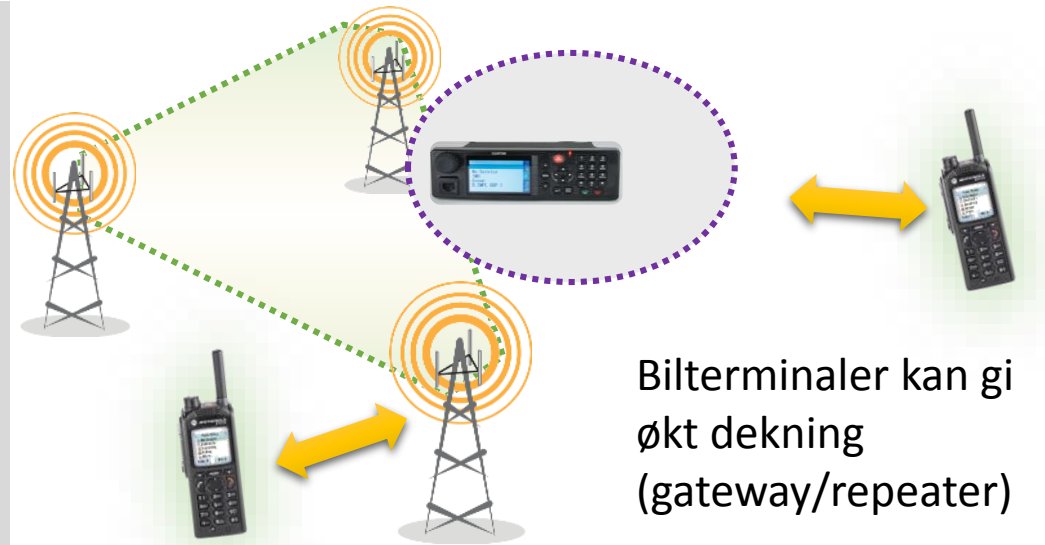 Bilterminaler kan gi
økt dekning
(gateway/repeater)